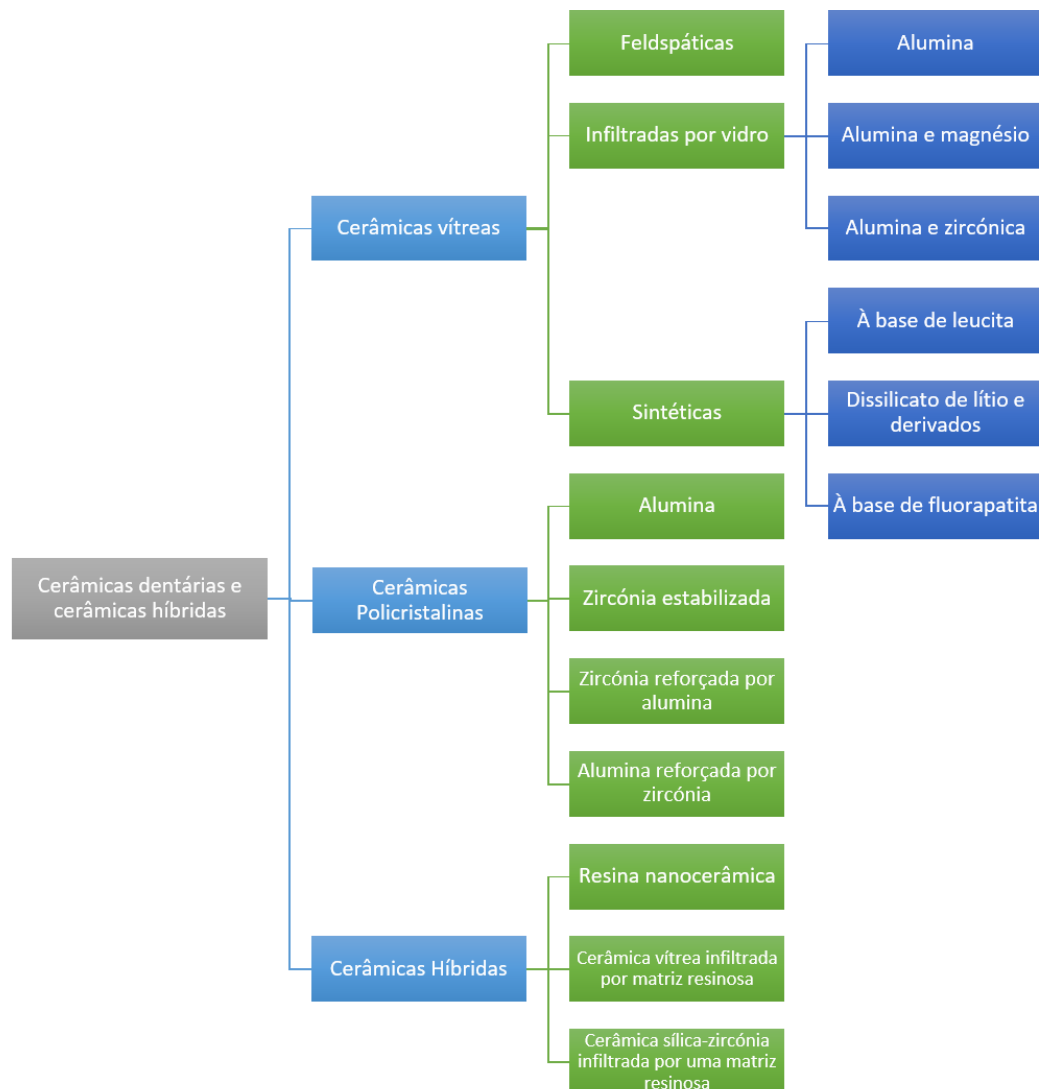 Feldspáticas
Alumina
Infiltradas por vidro
Alumina e magnésio
Cerâmicas vítreas
Alumina e zircónica
À base de leucita
Sintéticas
Dissilicato de lítio e
derivados
À base de fluorapatita
Alumina
Cerâmicas dentárias e
cerâmicas híbridas
Cerâmicas
Policristalinas
Zircónia estabilizada
Zircónia reforçada por
alumina
Alumina reforçada por
zircónia
Resina nanocerâmica
Cerâmicas Híbridas
Cerâmica vítrea infiltrada
por matriz resinosa
Cerâmica sílica-zircónia
infiltrada por uma matriz
resinosa